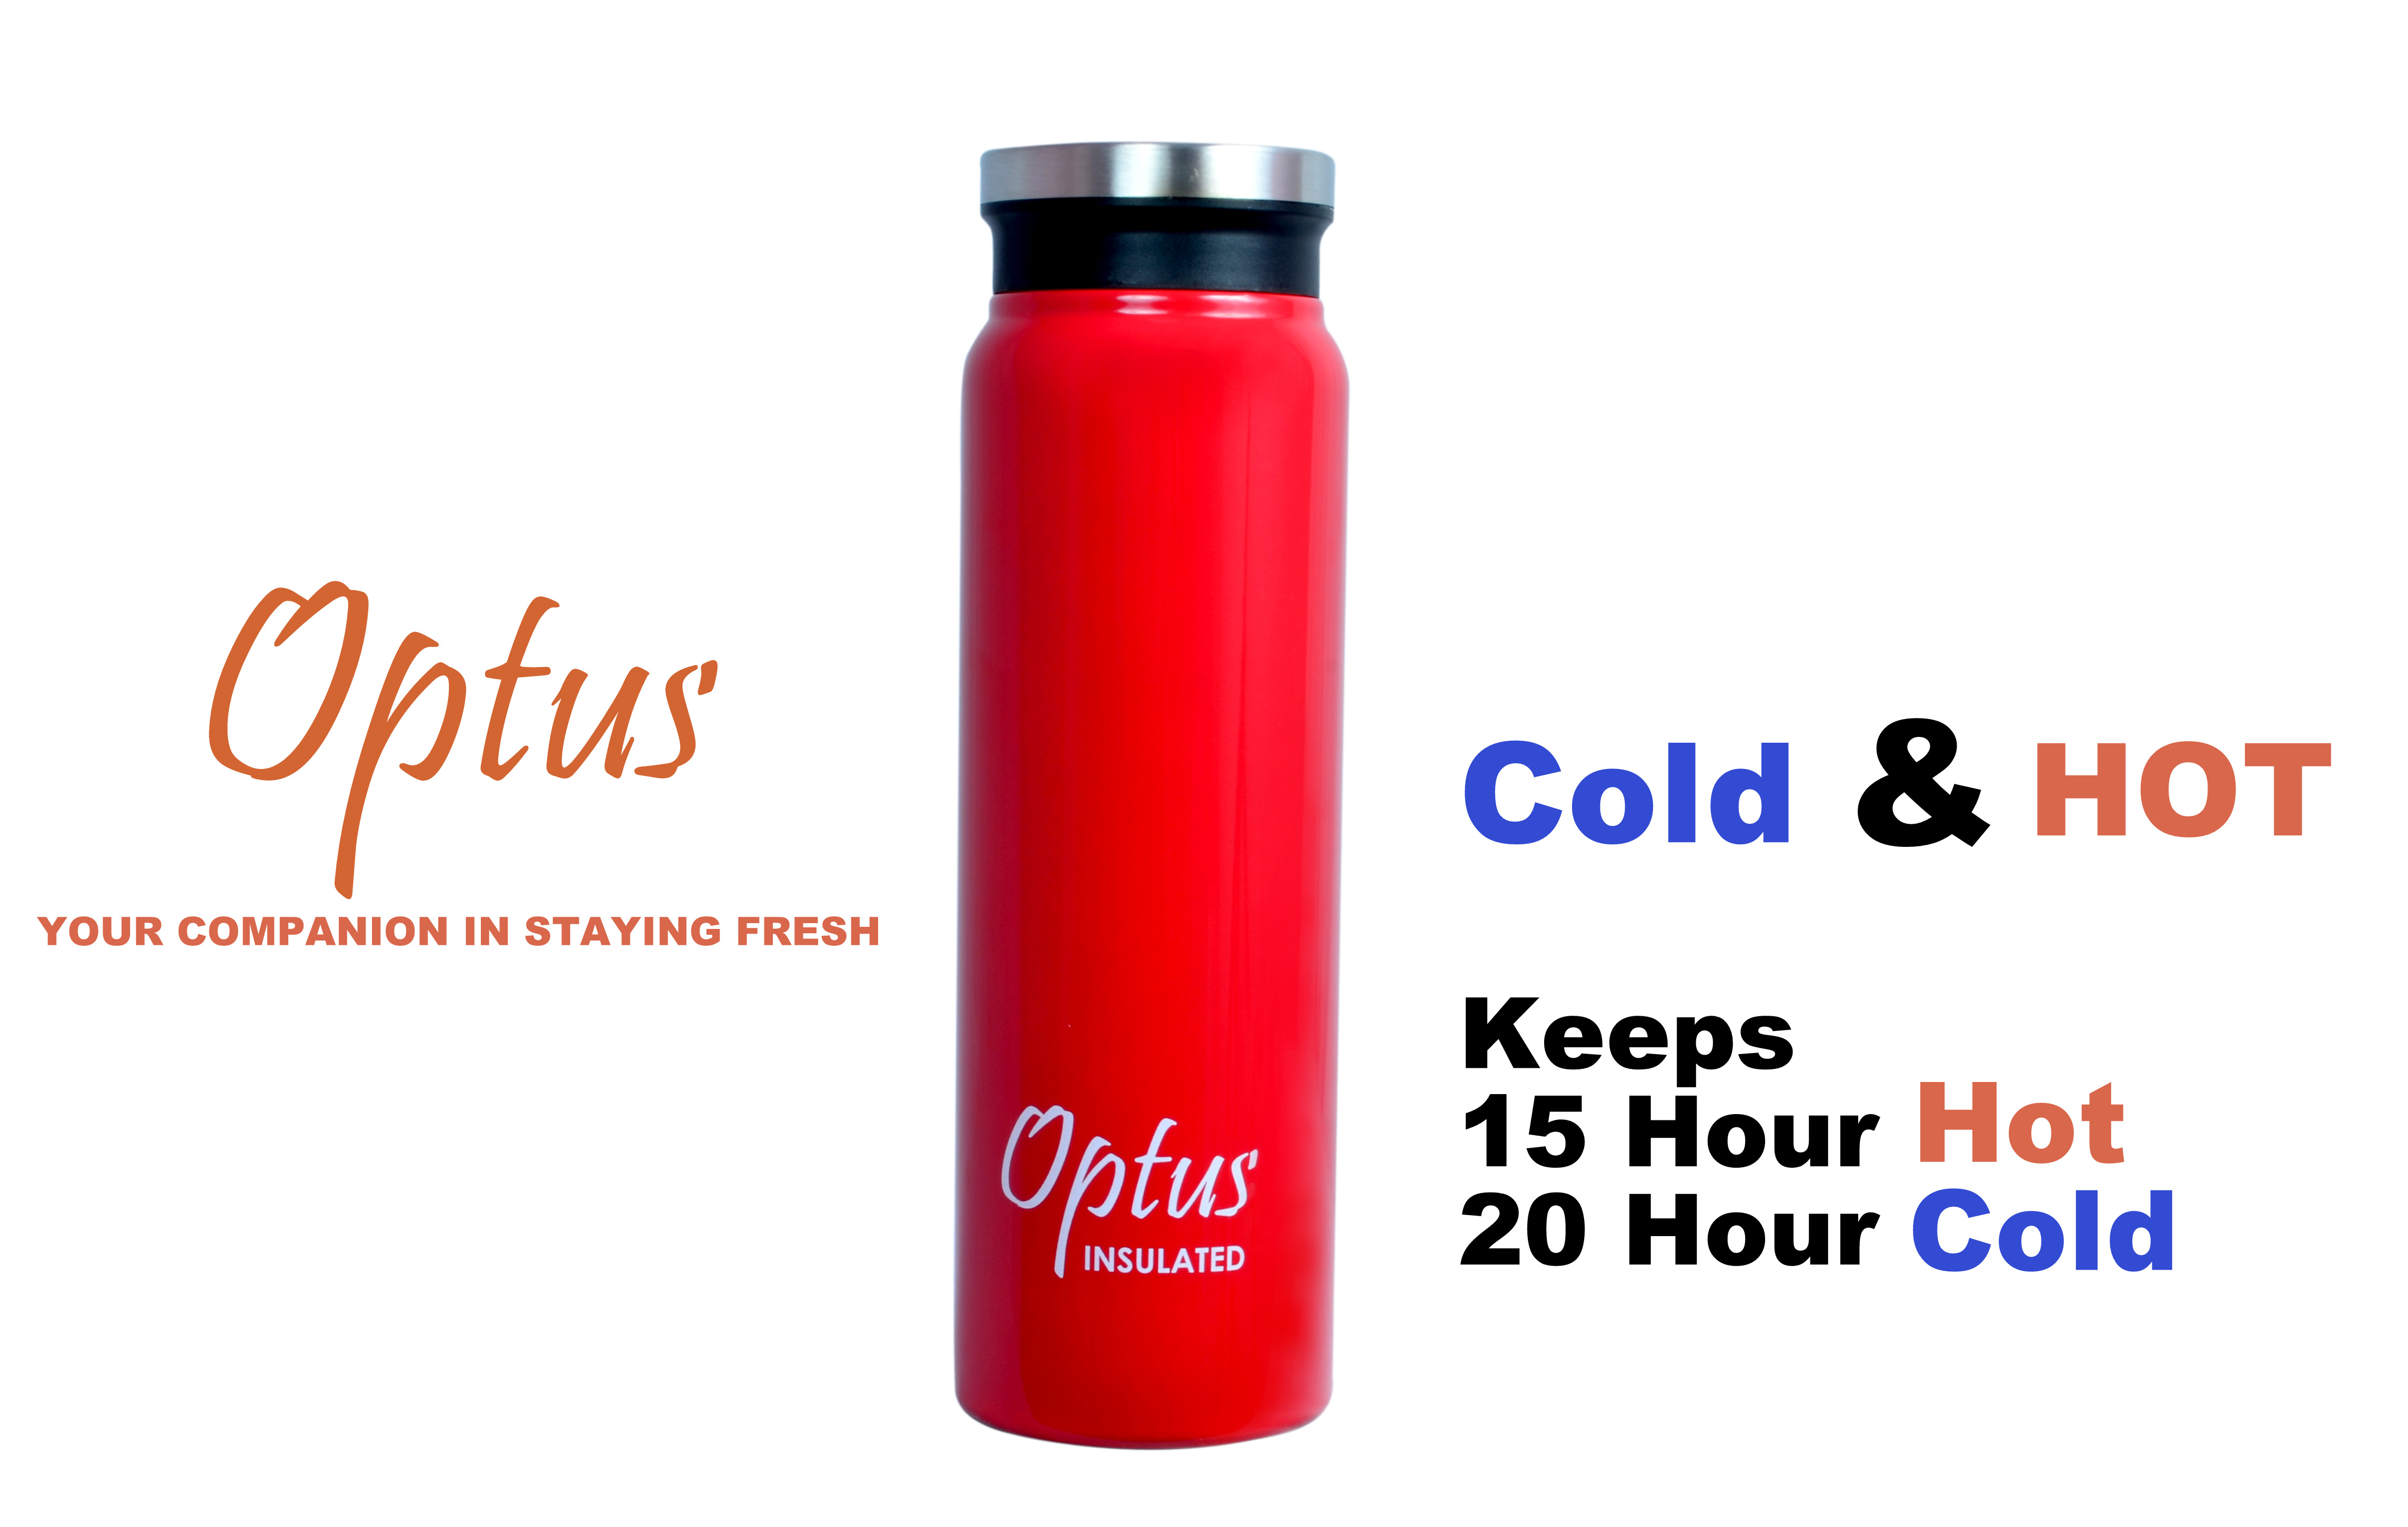 Optus
YOUR COMPANION IN STAYING FRESH
Optus
INSULATED
Cold & HOT
Keeps
15 Hour Hot
20 Hour Cold